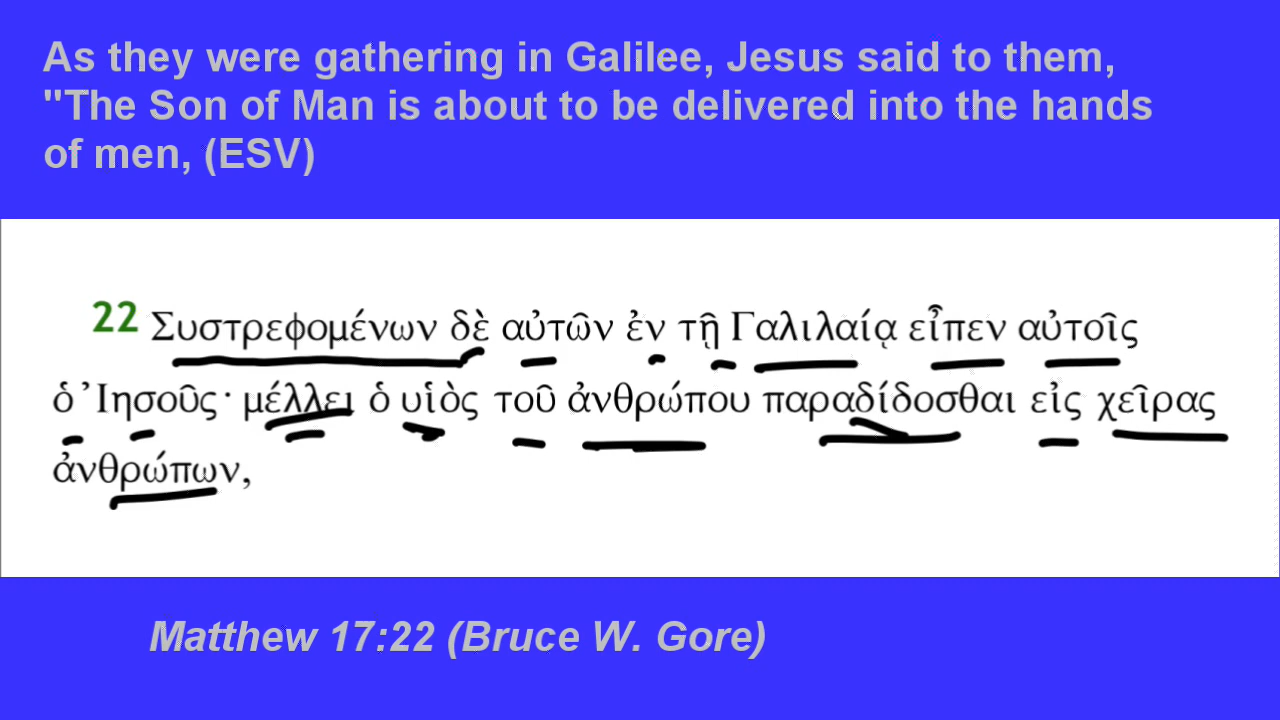 As they were gathering in Galilee, Jesus said to them,
"The Son of Man is about to be delivered into the hands
of men, (ESV)
22 Συστρεφομένων δὲ αὐτῶν ἐν τῇ Γαλιλαίᾳ εἶπεν αὐτοῖς
ὁ Ἰησοῦς· μέλλει ὁ υἱὸς τοῦ ἀνθρώπου παραδίδοσθαι εἰς χεῖρας
ἀνθρώπων,
Matthew 17:22 (Bruce W. Gore)